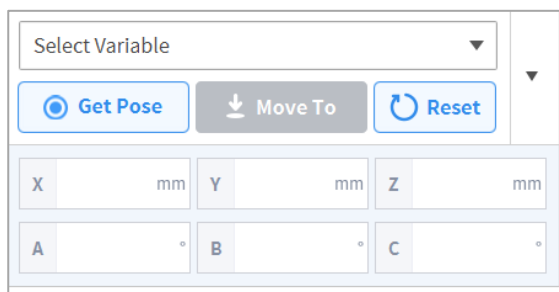 Select Variable
Get Pose Move To Reset
X mm Y mm Z mm
A ° B ° C °